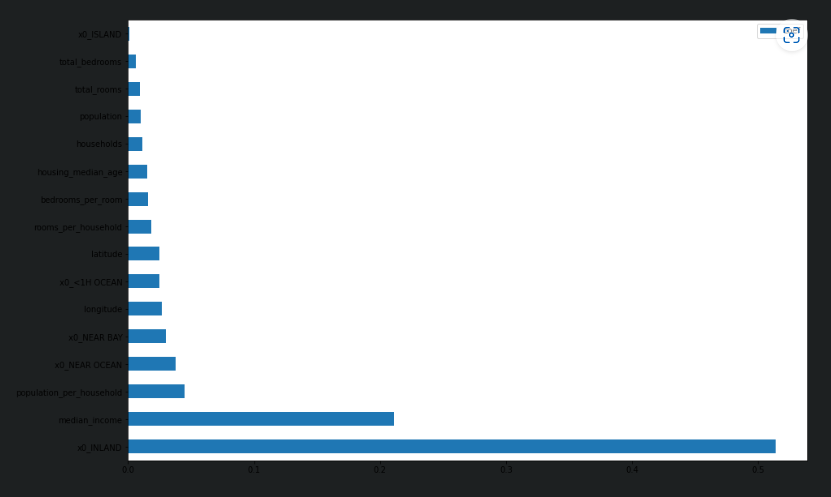 x0_ISLAND
total_bedrooms
total_rooms
population
households
housing_median_age
bedrooms_per_room
rooms_per_household
latitude
x0_<1H OCEAN
longitude
x0_NEAR BAY
x0_NEAR OCEAN
population_per_household
median_income
x0_INLAND
0.0 0.1 0.2 0.3 0.4 0.5